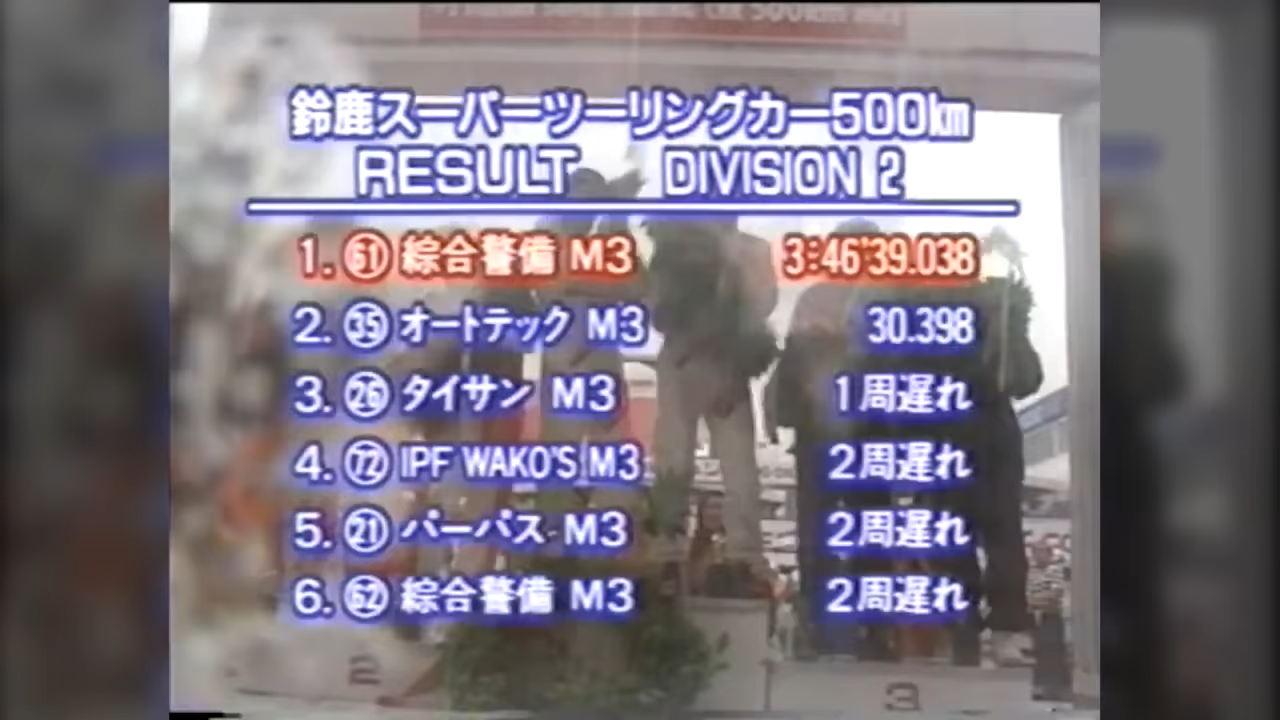 鈴鹿スーパーツーリングカー500km
RESULT DIVISION 2
1. 61 綜合警備 M3 3:46'39.038
2. 35 オートテック M3 30.398
3. 26 タイサン M3 1周遅れ
4. 72 IPF WAKO'S M3 2周遅れ
5. 21 パーパス M3 2周遅れ
6. 62 綜合警備 M3 2周遅れ
2
3